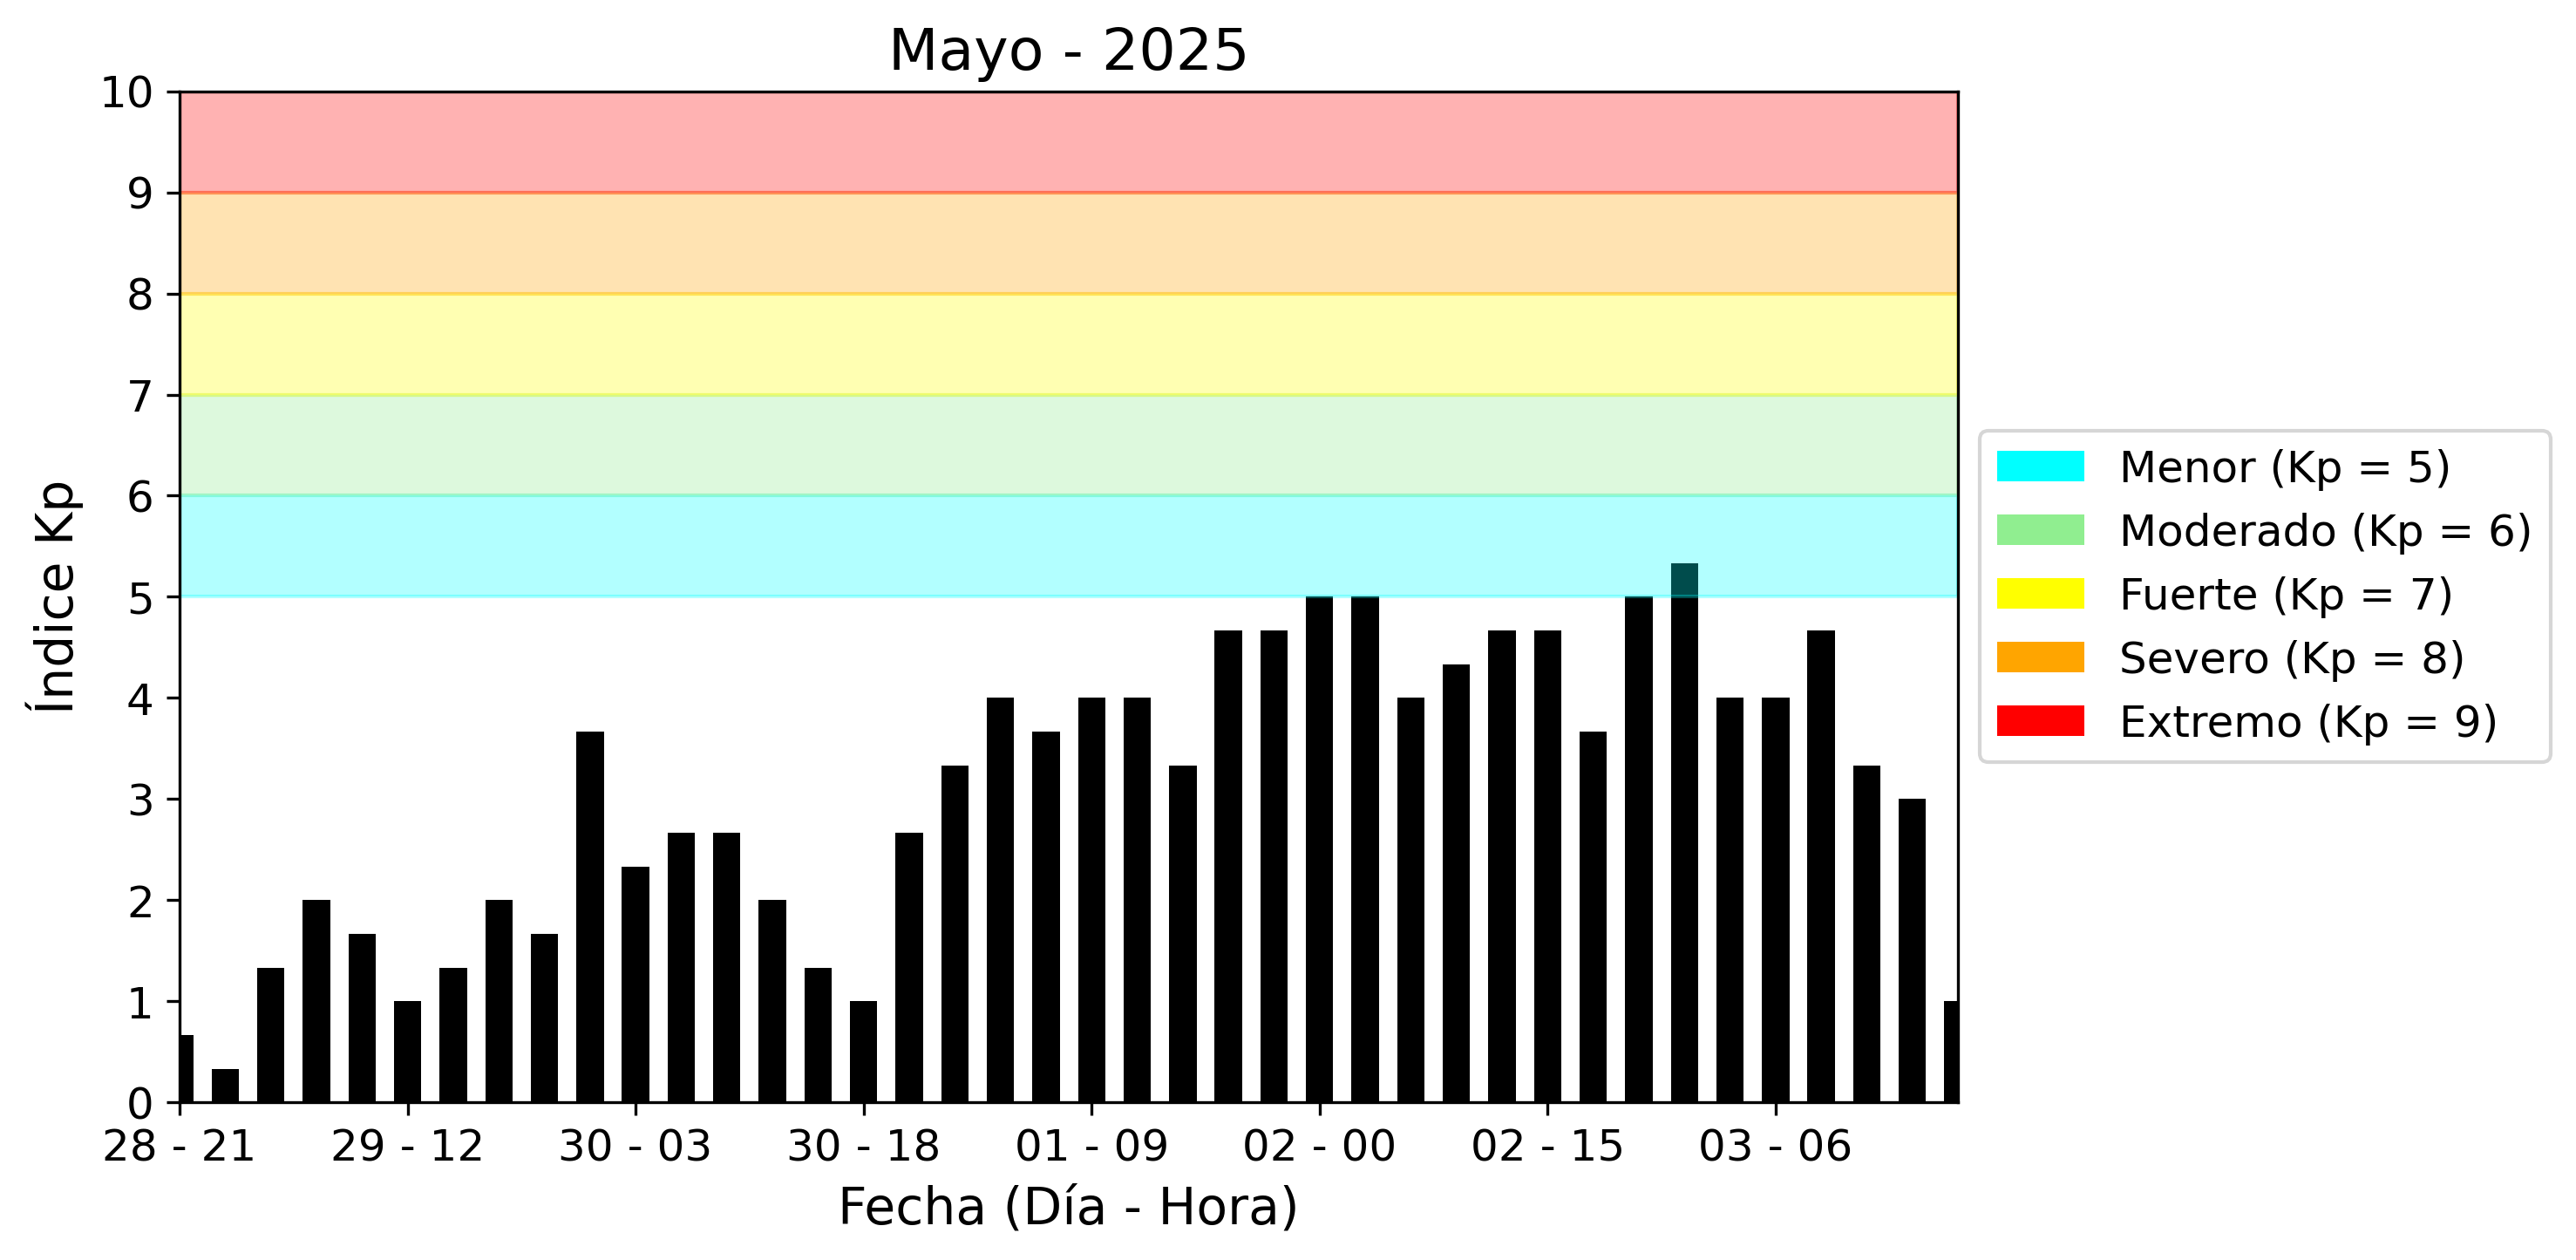 Mayo - 2025
10
9
8
7
6
5
4
3
2
1
0
Índice Kp
28 - 21
29 - 12
30 - 03
30 - 18
01 - 09
02 - 00
02 - 15
03 - 06
Fecha (Día - Hora)
Menor (Kp = 5)
Moderado (Kp = 6)
Fuerte (Kp = 7)
Severo (Kp = 8)
Extremo (Kp = 9)